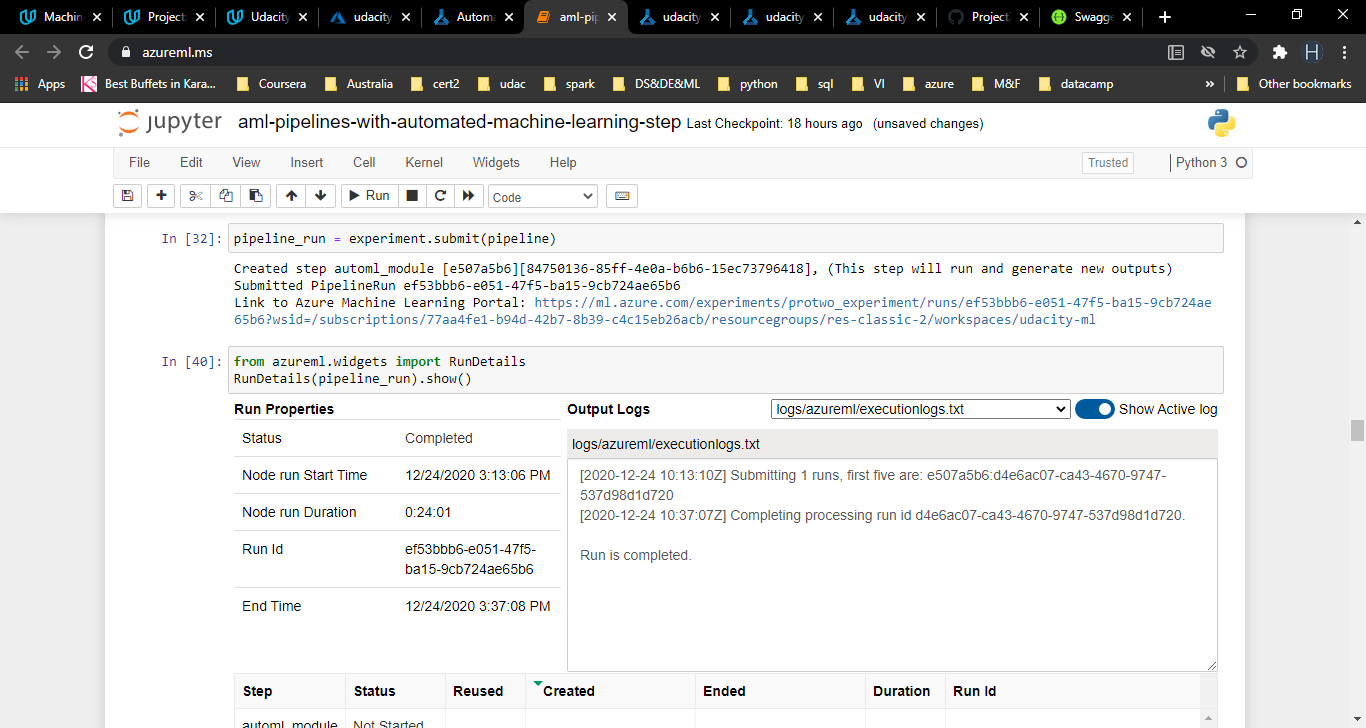 Machin
Project
Udacity
udacity
Automa
aml-pip
udacity
udacity
udacity
Project
Swagge
azureml.ms
H
Apps
Best Buffets in Kara...
Coursera
Australia
cert2
udac
spark
DS&DE&ML
python
sql
VI
azure
M&F
datacamp
»
Other bookmarks
jupyter aml-pipelines-with-automated-machine-learning-step Last Checkpoint: 18 hours ago (unsaved changes)
File Edit View Insert Cell Kernel Widgets Help Trusted Python 3
Run Code
In [32]: pipeline_run = experiment.submit(pipeline)
Created step automl_module [e507a5b6][84750136-85ff-4e0a-b6b6-15ec73796418], (This step will run and generate new outputs)
Submitted PipelineRun ef53bbb6-e051-47f5-ba15-9cb724ae65b6
Link to Azure Machine Learning Portal: https://ml.azure.com/experiments/protwo_experiment/runs/ef53bbb6-e051-47f5-ba15-9cb724ae
65b6?wsid=/subscriptions/77aa4fe1-b94d-42b7-8b39-c4c15eb26acb/resourcegroups/res-classic-2/workspaces/udacity-ml
In [40]: from azureml.widgets import RunDetails
RunDetails(pipeline_run).show()
Run Properties
Status Completed
Node run Start Time 12/24/2020 3:13:06 PM
Node run Duration 0:24:01
Run Id ef53bbb6-e051-47f5-
ba15-9cb724ae65b6
End Time 12/24/2020 3:37:08 PM
Output Logs logs/azureml/executionlogs.txt Show Active log
logs/azureml/executionlogs.txt
[2020-12-24 10:13:10Z] Submitting 1 runs, first five are: e507a5b6:d4e6ac07-ca43-4670-9747-
537d98d1d720
[2020-12-24 10:37:07Z] Completing processing run id d4e6ac07-ca43-4670-9747-537d98d1d720.
Run is completed.
Step Status Reused Created Ended Duration Run Id
automl_module Not Started